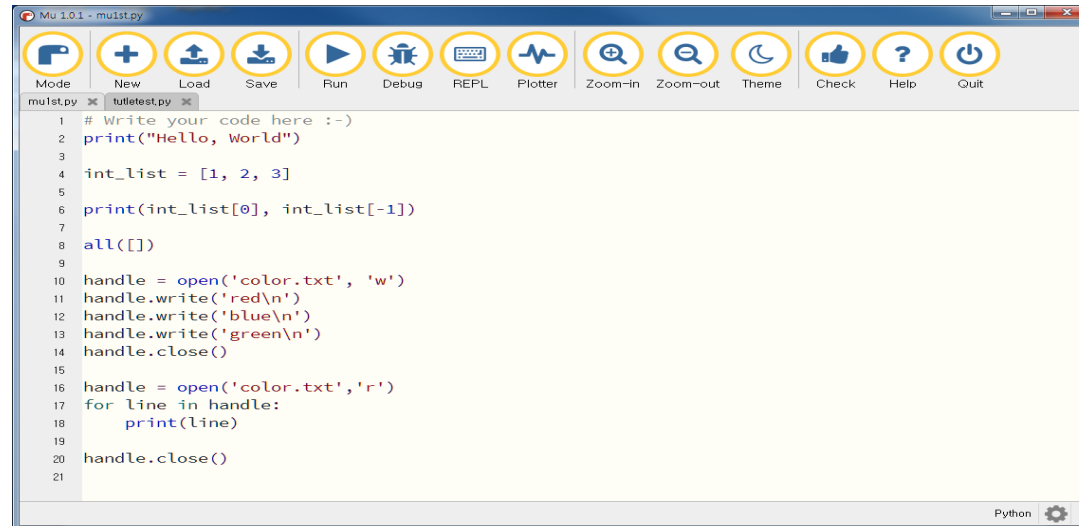 Mu 1.0.1 - mu1st.py
Mode New Load Save Run Debug REPL Plotter Zoom-in Zoom-out Theme Check Help Quit
mu1st.py tutletest.py
1 # Write your code here :-)
2 print("Hello, World")
3
4 int_list = [1, 2, 3]
5
6 print(int_list[0], int_list[-1])
7
8 all([])
9
10 handle = open('color.txt', 'w')
11 handle.write('red\n')
12 handle.write('blue\n')
13 handle.write('green\n')
14 handle.close()
15
16 handle = open('color.txt','r')
17 for line in handle:
18     print(line)
19
20 handle.close()
21
Python